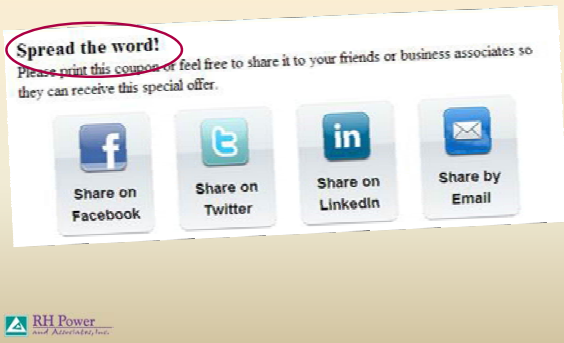 Spread the word!
Please print this coupon or feel free to share it to your friends or business associates so
they can receive this special offer.
Share on
Facebook
Share on
Twitter
Share on
LinkedIn
Share by
Email
f
t
in
RH Power
and Associates, Inc.